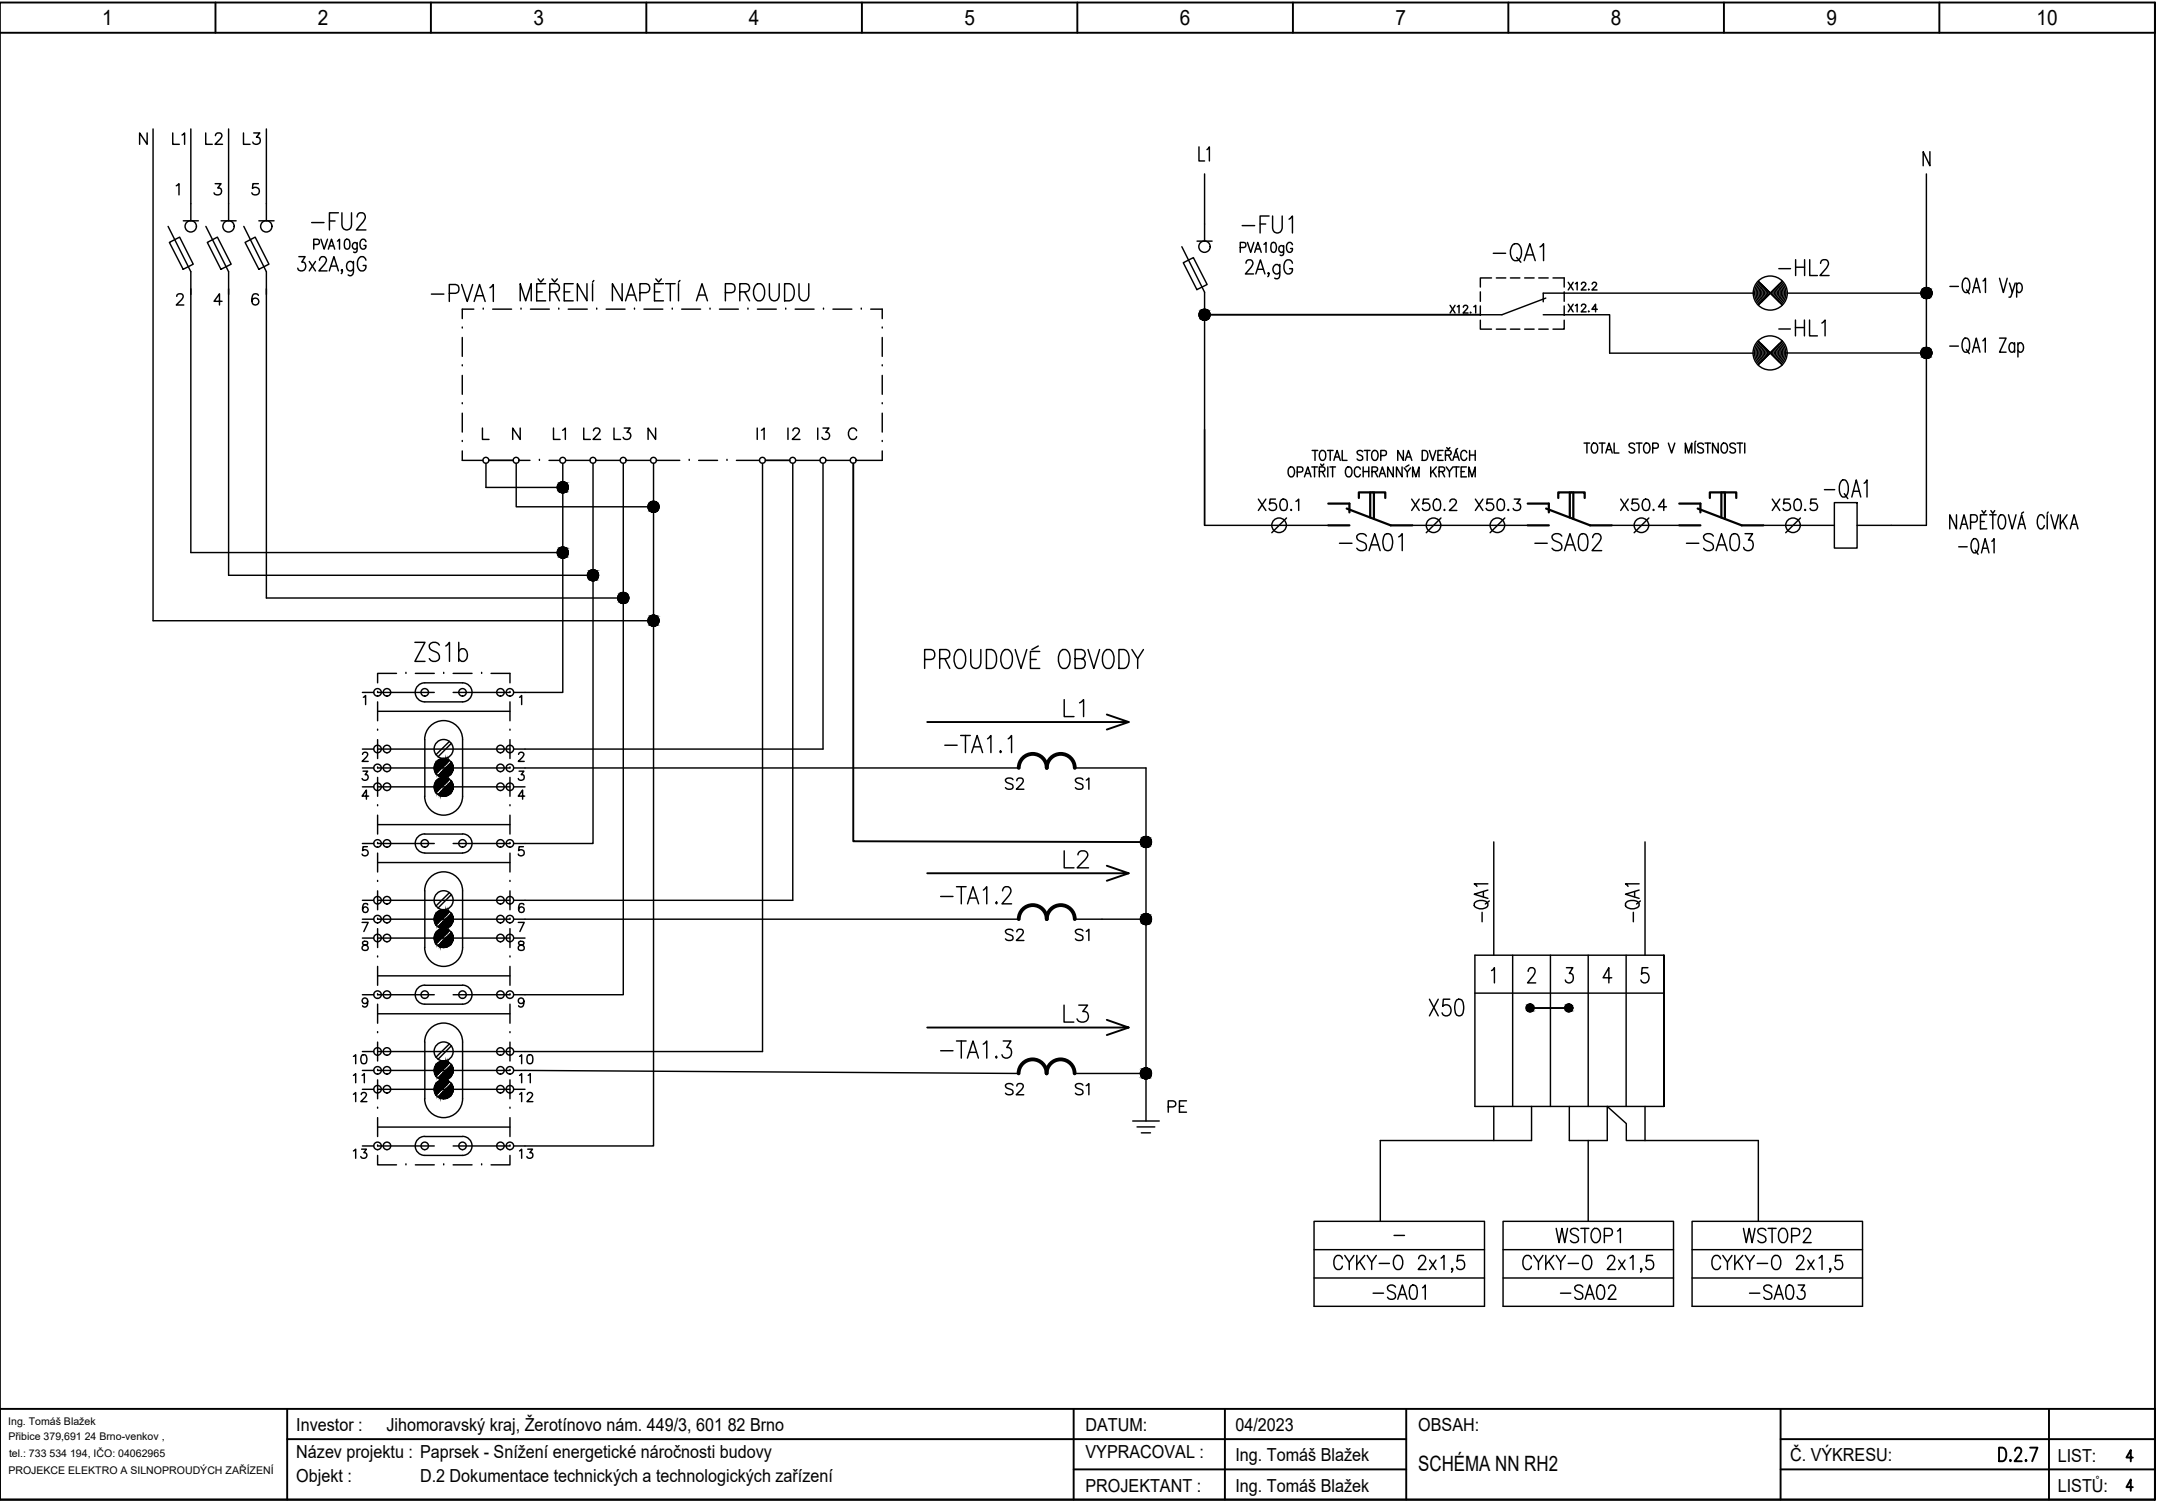 1 2 3 4 5 6 7 8 9 10
N L1 L2 L3
1 3 5
-FU2
PVA10gG
3x2A,gG
2 4 6
-PVA1 MĚŘENÍ NAPĚTÍ A PROUDU
L N L1 L2 L3 N I1 I2 I3 C
ZS1b
1 1
2 2
3 3
4 4
5 5
6 6
7 7
8 8
9 9
10 10
11 11
12 12
13 13
PROUDOVÉ OBVODY
L1
-TA1.1
S2 S1
L2
-TA1.2
S2 S1
L3
-TA1.3
S2 S1
PE
L1
N
-FU1
PVA10gG
2A,gG
-QA1
X12.1
X12.2
X12.4
-HL2
-QA1 Vyp
-HL1
-QA1 Zap
TOTAL STOP NA DVEŘÁCH
OPATŘIT OCHRANNÝM KRYTEM
TOTAL STOP V MÍSTNOSTI
X50.1 X50.2 X50.3 X50.4 X50.5 -QA1
-SA01 -SA02 -SA03
NAPĚŤOVÁ CÍVKA
-QA1
-QA1 -QA1
1 2 3 4 5
X50
- WSTOP1 WSTOP2
CYKY-O 2x1,5 CYKY-O 2x1,5 CYKY-O 2x1,5
-SA01 -SA02 -SA03
Ing. Tomáš Blažek
Přibice 379,691 24 Brno-venkov ,
tel.: 733 534 194, IČO: 04062965
PROJEKCE ELEKTRO A SILNOPROUDÝCH ZAŘÍZENÍ
Investor : Jihomoravský kraj, Žerotínovo nám. 449/3, 601 82 Brno
Název projektu : Paprsek - Snížení energetické náročnosti budovy
Objekt : D.2 Dokumentace technických a technologických zařízení
DATUM: 04/2023
VYPRACOVAL : Ing. Tomáš Blažek
PROJEKTANT : Ing. Tomáš Blažek
OBSAH:
SCHÉMA NN RH2
Č. VÝKRESU: D.2.7
LIST: 4
LISTŮ: 4